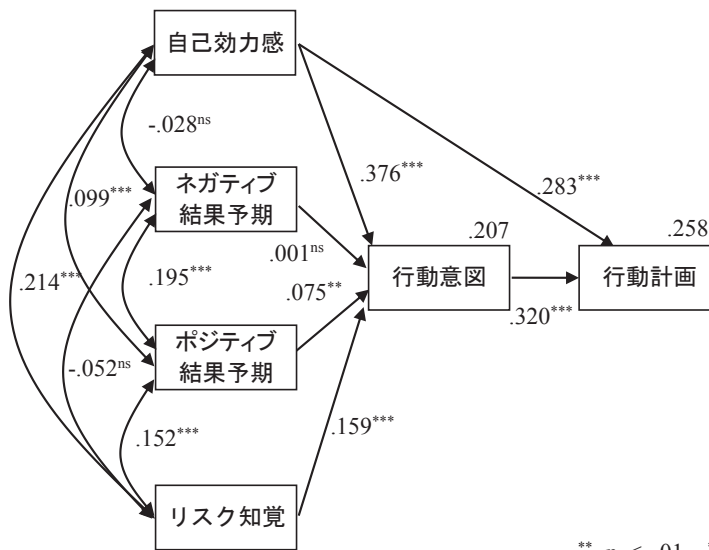 自己効力感
-.028ns
ネガティブ
結果予期
.099***
.376***
.283***
.207
.258
.001ns
行動意図
行動計画
.214***
.195***
.075**
.320***
ポジティブ
結果予期
-.052ns
.152***
.159***
リスク知覚
** p < .01